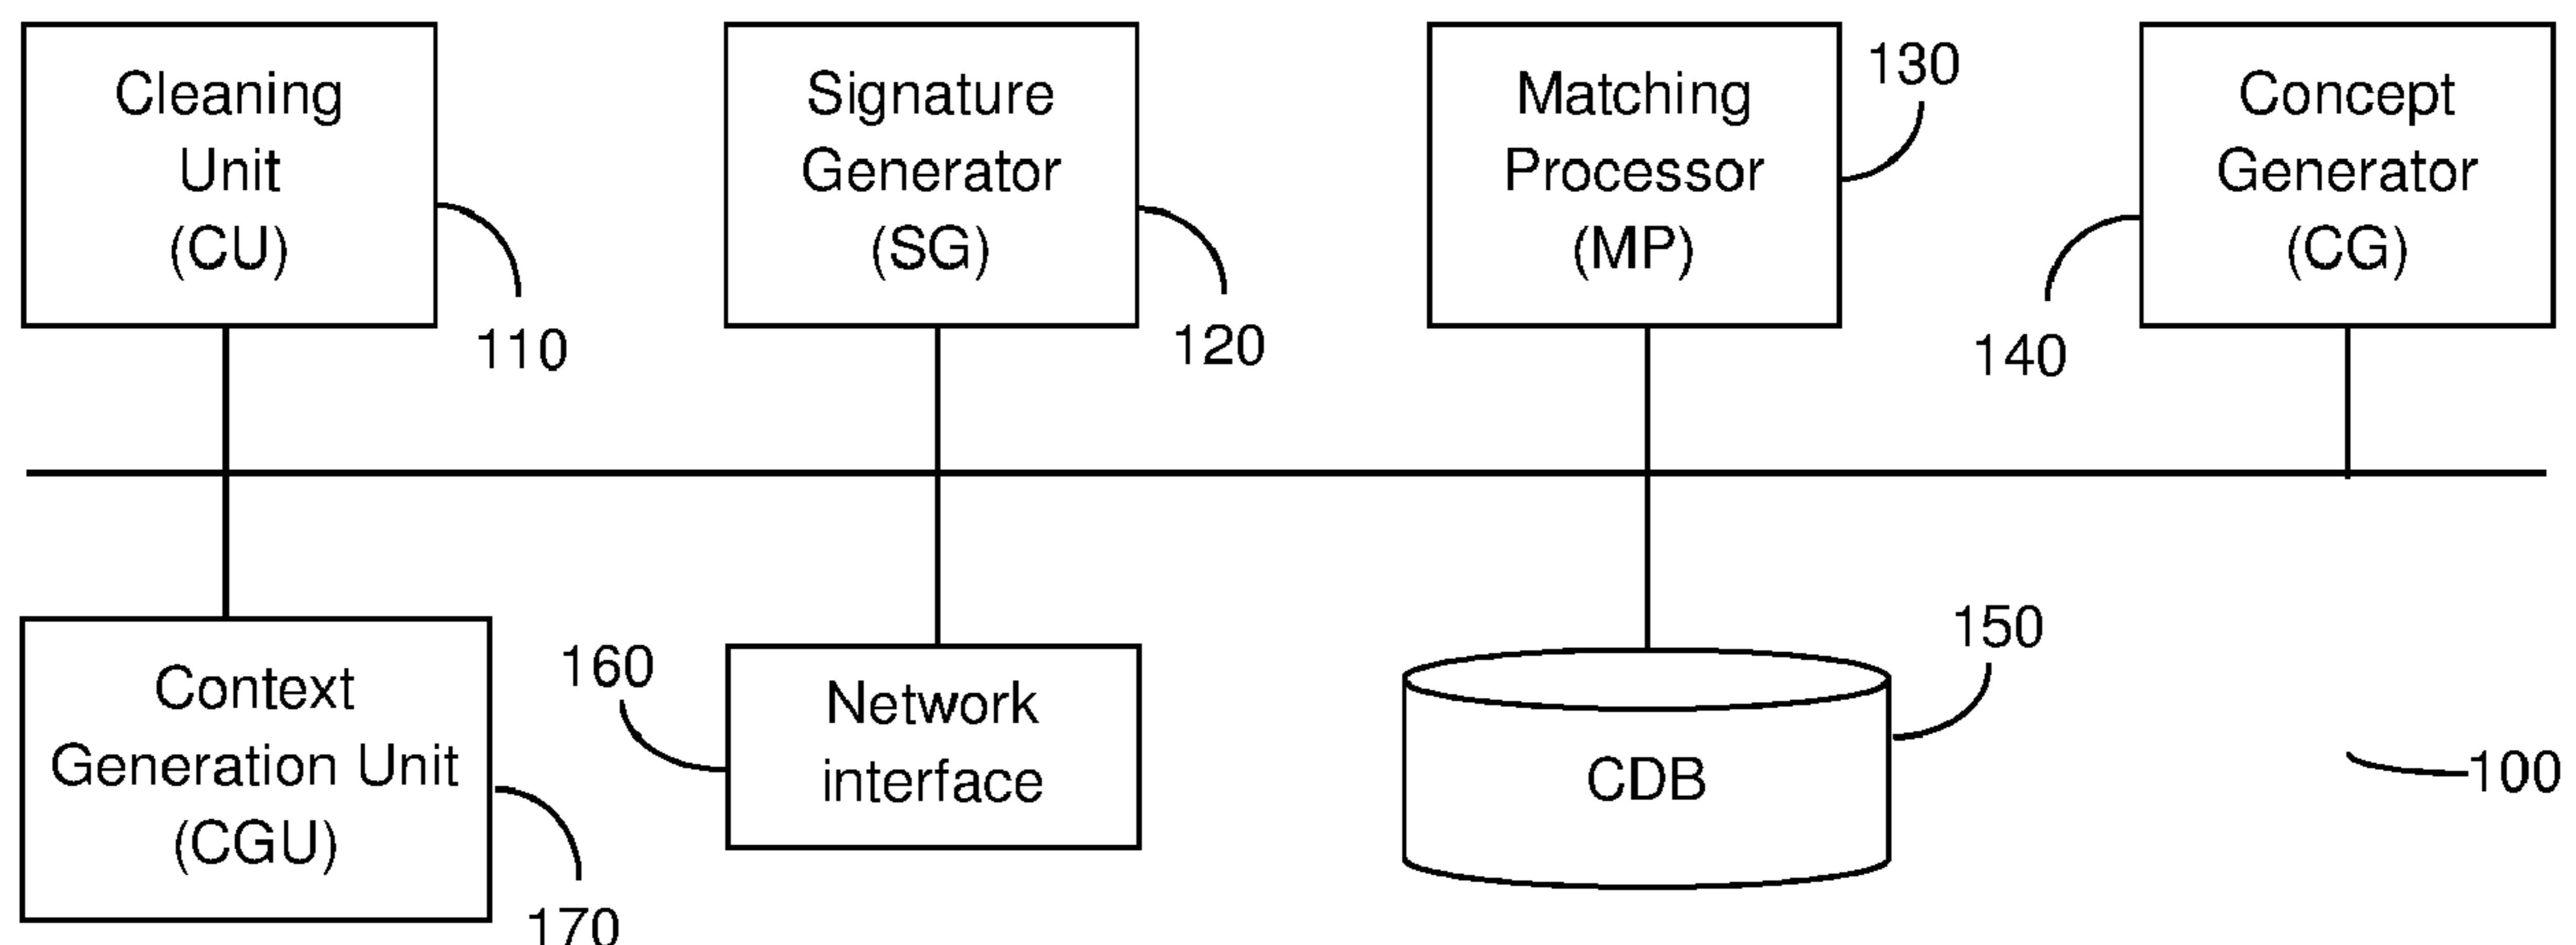 Cleaning
Unit
(CU)
110
Signature
Generator
(SG)
120
Matching
Processor
(MP)
130
Concept
Generator
(CG)
140
Context
Generation Unit
(CGU)
170
160
Network
interface
150
CDB
100